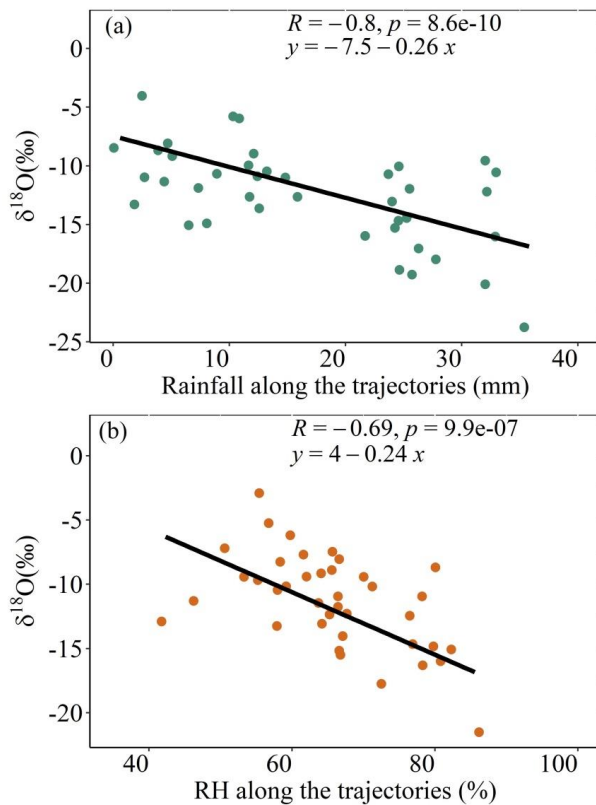 (a)
R = −0.8, p = 8.6e-10
y = −7.5 − 0.26 x
0
-5
-10
-15
-20
-25
δ¹⁸O(‰)
0 10 20 30 40
Rainfall along the trajectories (mm)
(b)
R = −0.69, p = 9.9e-07
y = 4 − 0.24 x
0
-5
-10
-15
-20
δ¹⁸O(‰)
40 60 80 100
RH along the trajectories (%)